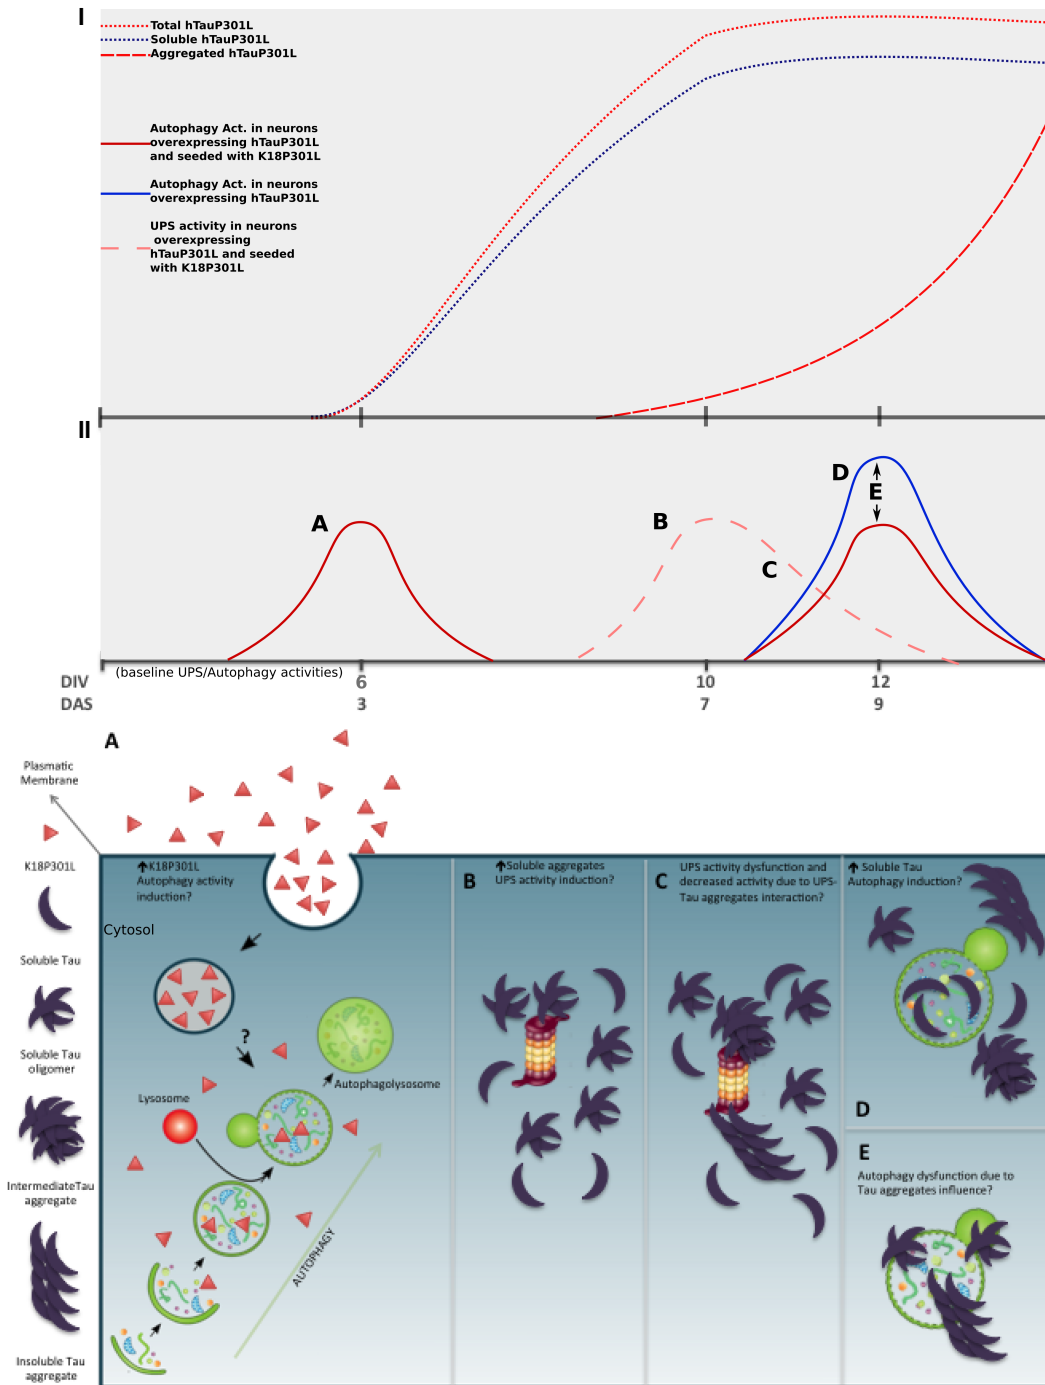 I
Total hTauP301L
Soluble hTauP301L
Aggregated hTauP301L
Autophagy Act. in neurons
overexpressing hTauP301L
and seeded with K18P301L
Autophagy Act. in neurons
overexpressing hTauP301L
UPS activity in neurons
overexpressing
hTauP301L and seeded
with K18P301L
II
A
B
C
D
E
(baseline UPS/Autophagy activities)
DIV 6 10 12
DAS 3 7 9
A
Plasmatic
Membrane
K18P301L
Soluble Tau
Soluble Tau
oligomer
IntermediateTau
aggregate
Insoluble Tau
aggregate
↑K18P301L
Autophagy activity
induction?
Cytosol
?
Lysosome
Autophagolysosome
AUTOPHAGY
B
↑Soluble aggregates
UPS activity induction?
C
UPS activity dysfunction and
decreased activity due to UPS-
Tau aggregates interaction?
↑ Soluble Tau
Autophagy induction?
D
E
Autophagy dysfunction due to
Tau aggregates influence?